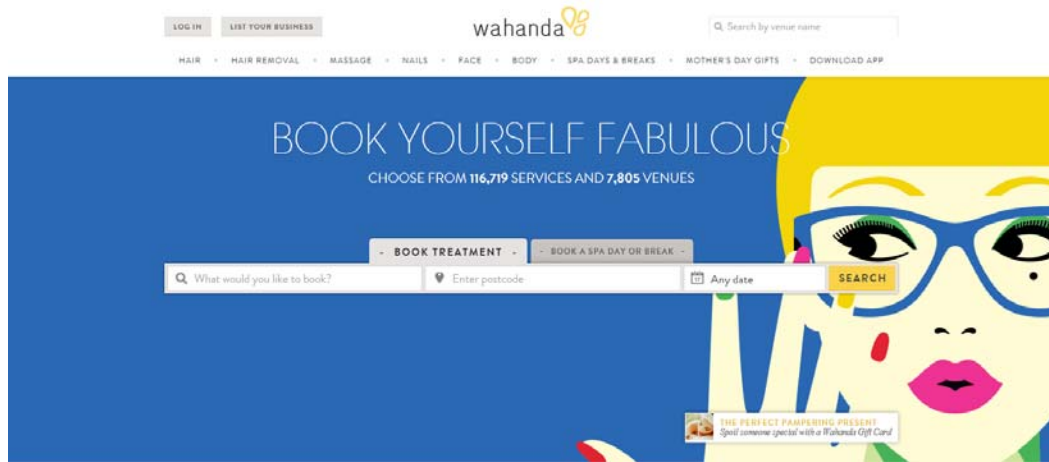 LOG IN
LIST YOUR BUSINESS
wahanda
Search by venue name
HAIR • HAIR REMOVAL • MASSAGE • NAILS • FACE • BODY • SPA DAYS & BREAKS • MOTHER'S DAY GIFTS • DOWNLOAD APP
BOOK YOURSELF FABULOUS
CHOOSE FROM 116,719 SERVICES AND 7,805 VENUES
- BOOK TREATMENT -
- BOOK A SPA DAY OR BREAK -
What would you like to book?
Enter postcode
Any date
SEARCH
THE PERFECT PAMPERING PRESENT
Spoil someone special with a Wahanda Gift Card